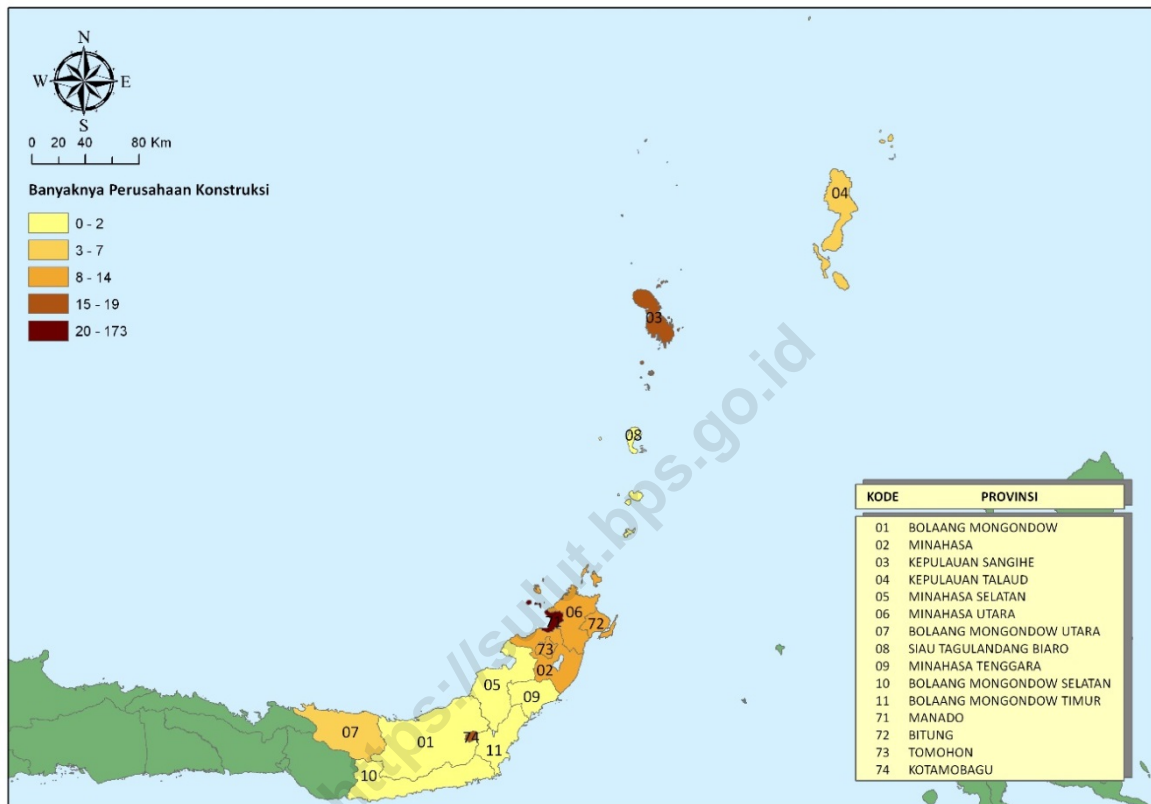 N
W E
S
0 20 40 80 Km
Banyaknya Perusahaan Konstruksi
0 - 2
3 - 7
8 - 14
15 - 19
20 - 173
04
03
08
06
72
73
02
05
09
07
01
74
11
10
https://sulut.bps.go.id
KODE PROVINSI
01 BOLAANG MONGONDOW
02 MINAHASA
03 KEPULAUAN SANGIHE
04 KEPULAUAN TALAUD
05 MINAHASA SELATAN
06 MINAHASA UTARA
07 BOLAANG MONGONDOW UTARA
08 SIAU TAGULANDANG BIARO
09 MINAHASA TENGGARA
10 BOLAANG MONGONDOW SELATAN
11 BOLAANG MONGONDOW TIMUR
71 MANADO
72 BITUNG
73 TOMOHON
74 KOTAMOBAGU